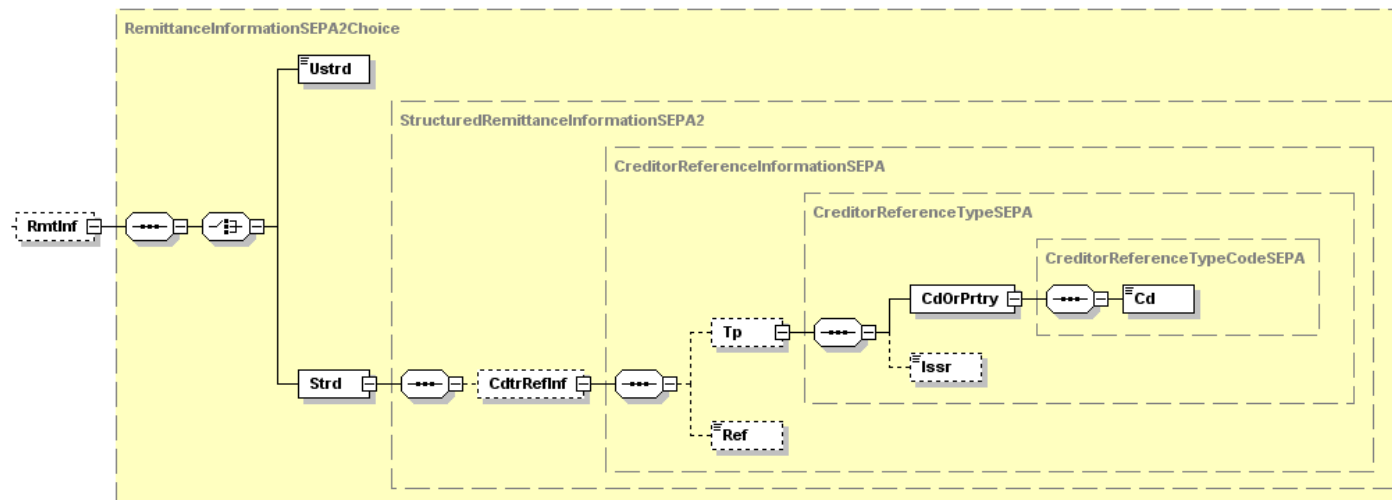 RemittanceInformationSEPA2Choice
Ustrd
StructuredRemittanceInformationSEPA2
CreditorReferenceInformationSEPA
CreditorReferenceTypeSEPA
RmtInf
CreditorReferenceTypeCodeSEPA
CdOrPrtry
Cd
Tp
Issr
Strd
CdtrRefInf
Ref